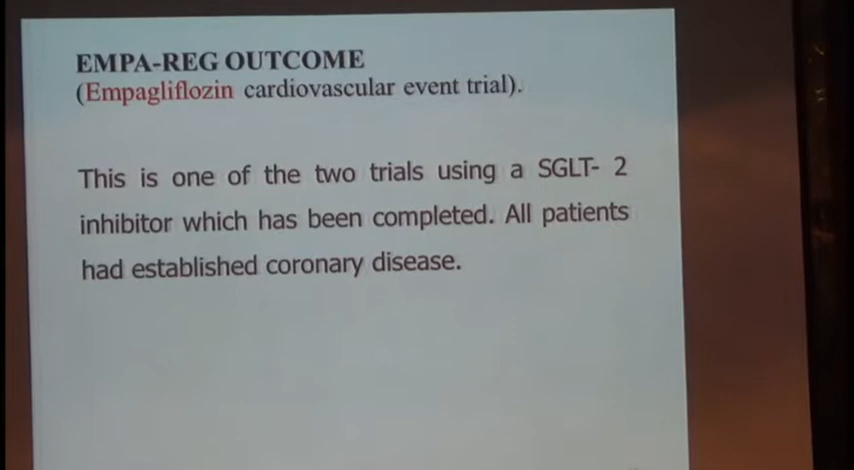 EMPA-REG OUTCOME
(Empagliflozin cardiovascular event trial).
This is one of the two trials using a SGLT- 2
inhibitor which has been completed. All patients
had established coronary disease.